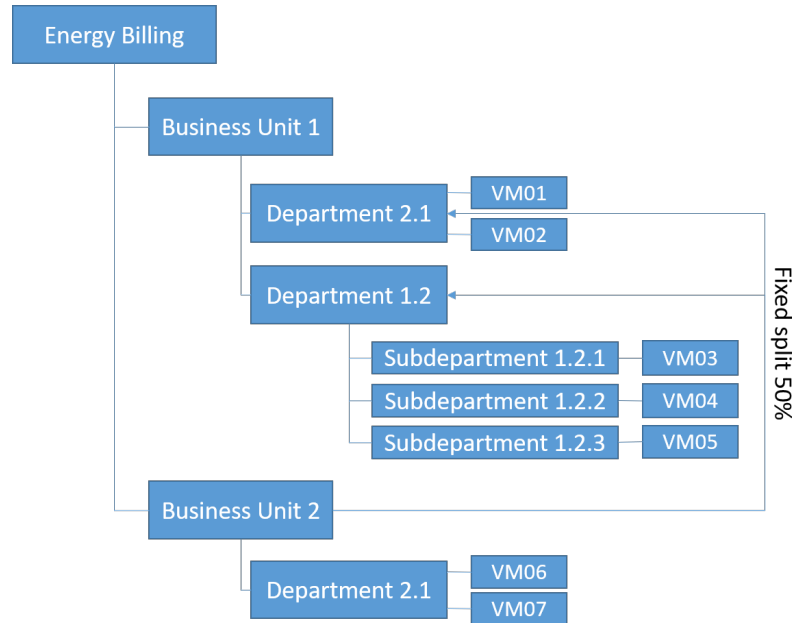 Energy Billing
Business Unit 1
Department 2.1
VM01
VM02
Department 1.2
Subdepartment 1.2.1
VM03
Subdepartment 1.2.2
VM04
Subdepartment 1.2.3
VM05
Fixed split 50%
Business Unit 2
Department 2.1
VM06
VM07